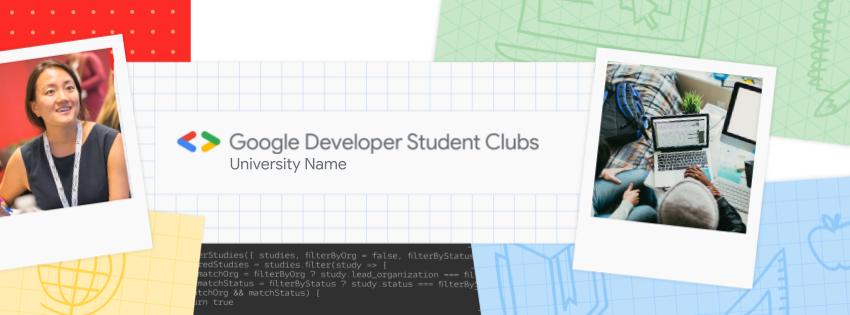 Google Developer Student Clubs
University Name
erStudies([ studies, filterByOrg = false, filterByStatus
redStudies = studies.filter(study => [
matchOrg = filterByOrg ? study.lead_organization === fil
matchStatus = filterByStatus ? study.status === filterBy
tchOrg && matchStatus) [
urn true